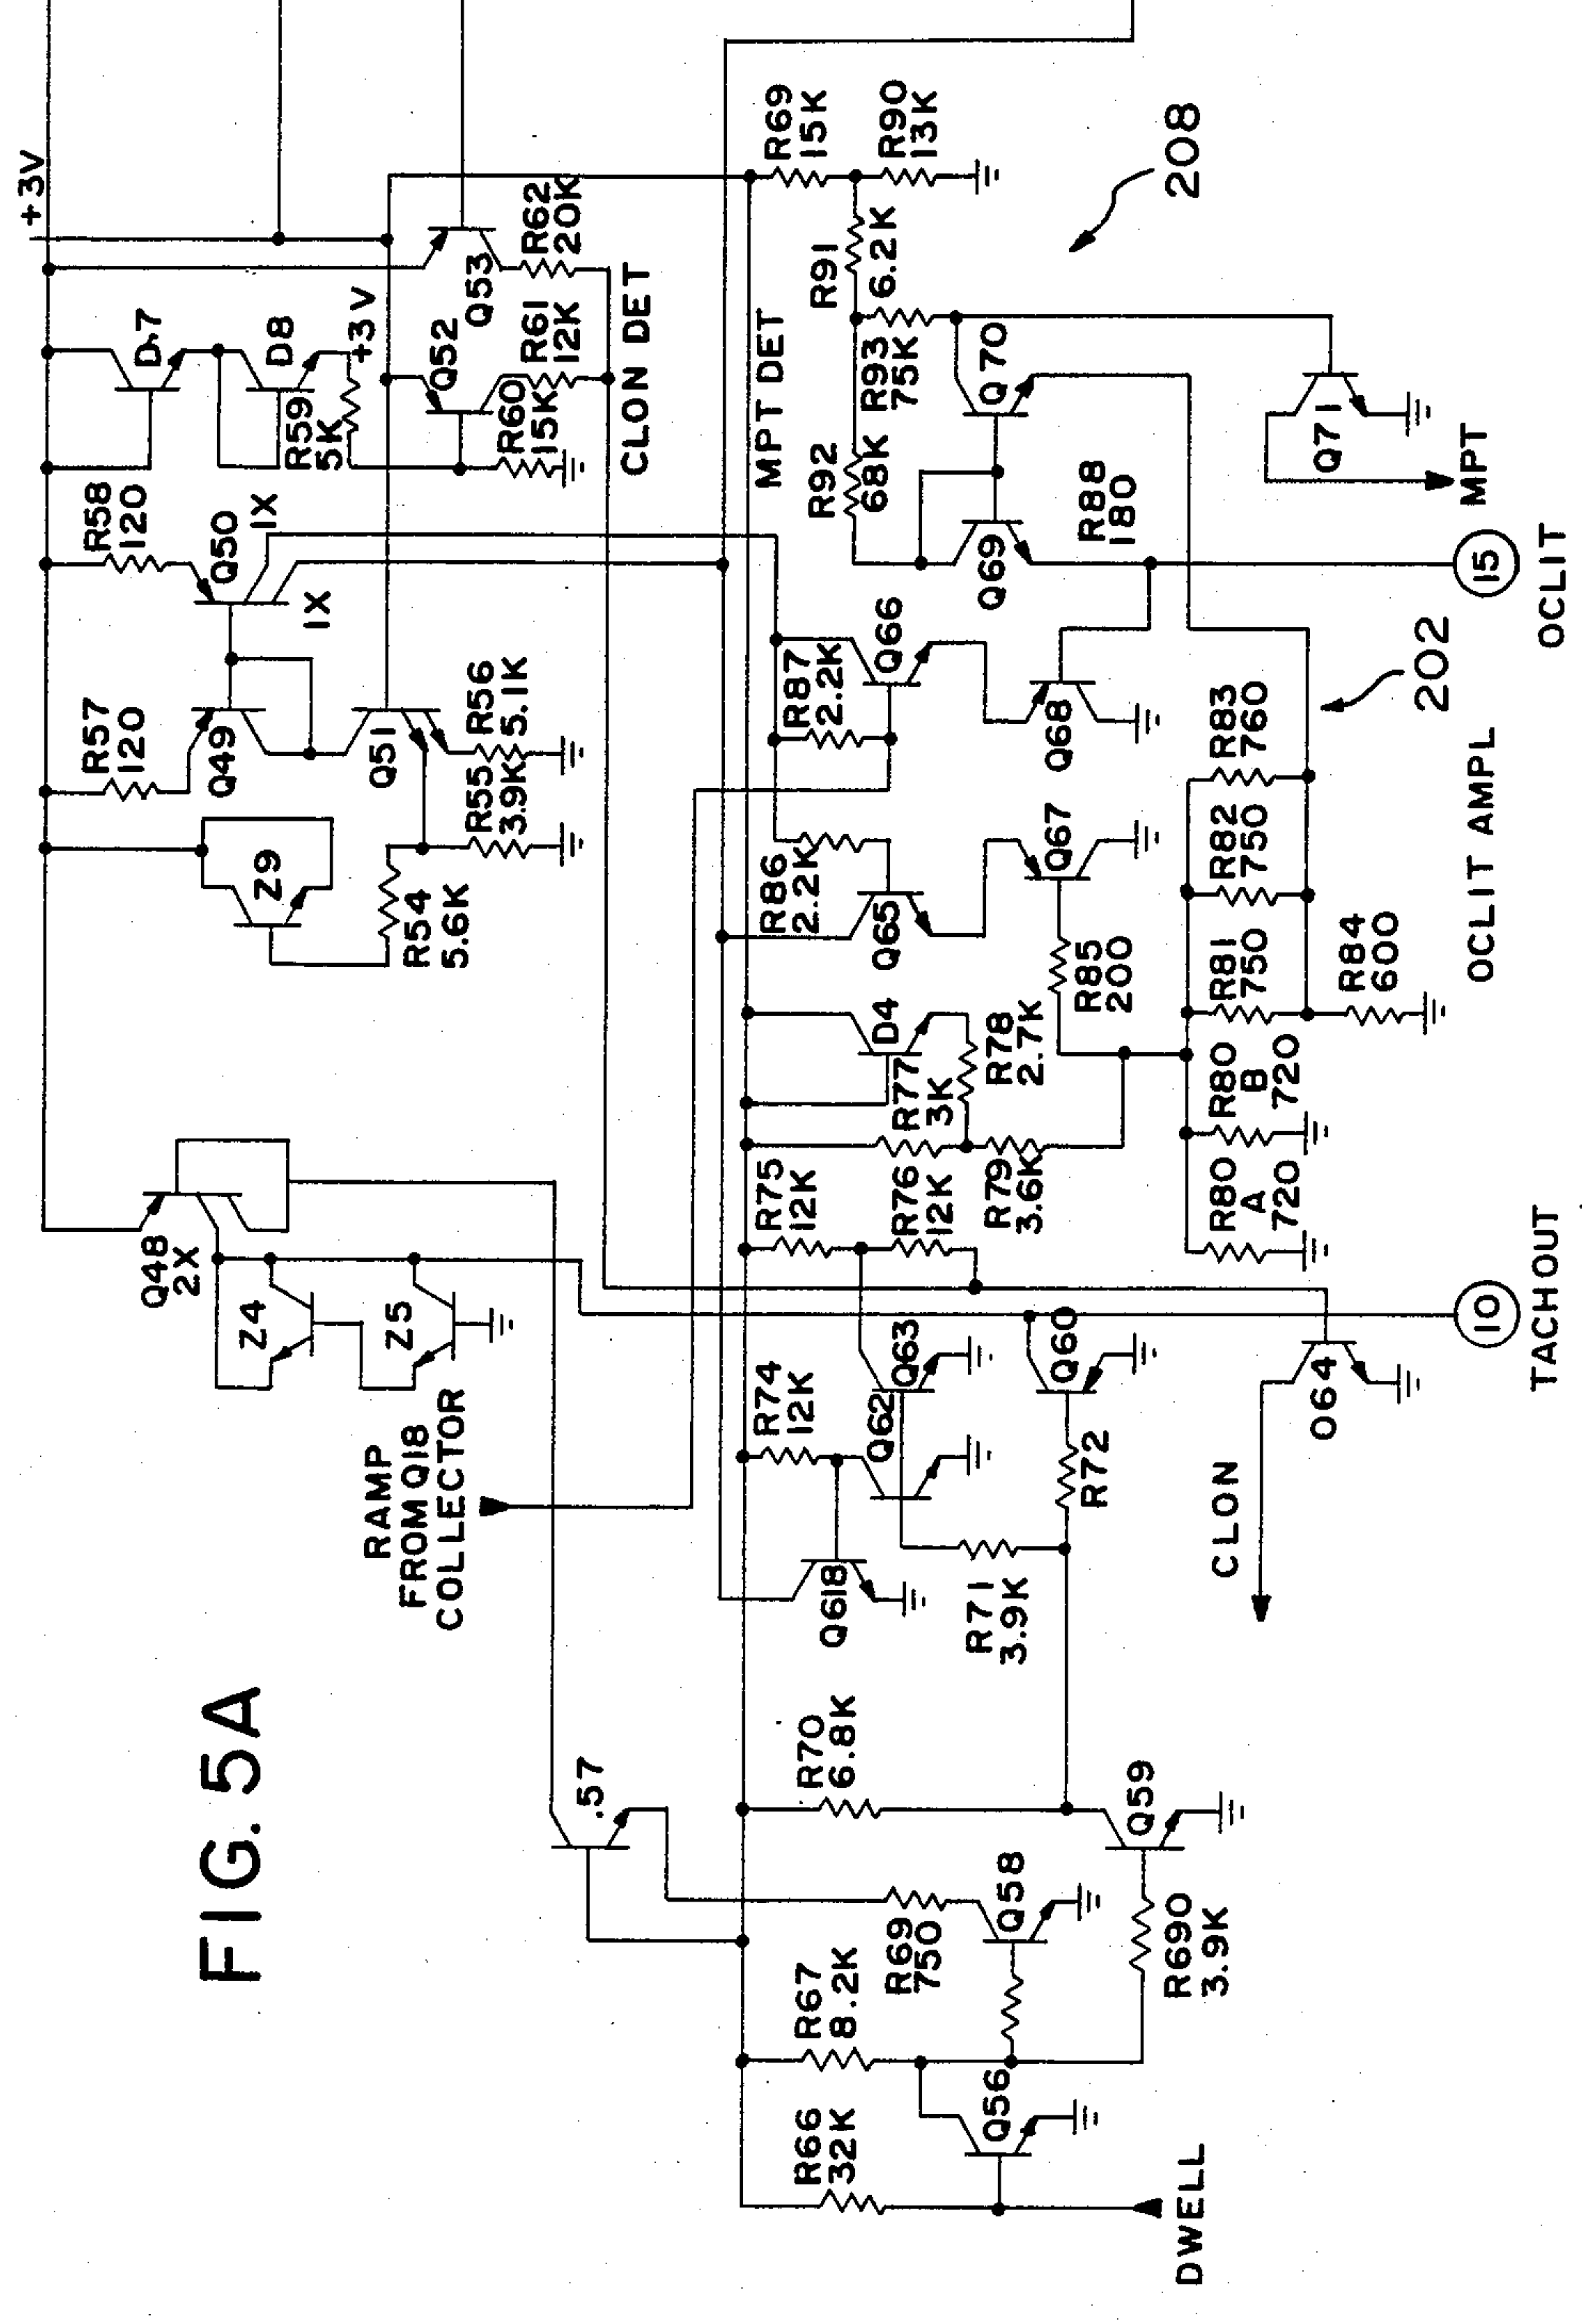 FIG. 5A
+3V
R57
120
R58
120
D7
Q48
2X
Z9
Q49
Q50
1X
1X
D8
R59
5K
+3V
Z4
Z5
R54
5.6K
Q51
R55
3.9K
R56
5.1K
Q52
Q53
R60
15K
R61
12K
R62
20K
CLON DET
RAMP
FROM Q18
COLLECTOR
.57
MPT DET
R66
32K
R67
8.2K
R69
750
R70
6.8K
R74
12K
R75
12K
R76
12K
R77
3K
D4
R78
2.7K
R79
3.6K
R86
2.2K
R87
2.2K
Q65
Q66
R69
15K
R90
13K
R91
6.2K
R92
68K
R93
75K
Q56
Q58
Q59
R690
3.9K
Q618
Q62
Q63
R71
3.9K
R72
Q60
Q67
Q68
R85
200
Q69
Q70
R88
180
Q71
MPT
208
R80
A
720
R80
B
720
R81
750
R82
750
R83
760
R84
600
202
OCLIT AMPL
DWELL
CLON
O64
10
TACHOUT
15
OCLIT